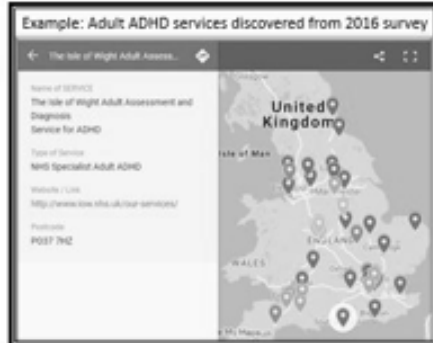 Example: Adult ADHD services discovered from 2016 survey
The Isle of Wight Adult Assess...
Name of SERVICE
The Isle of Wight Adult Assessment and
Diagnosis
Service for ADHD
Type of Service
NHS Specialist Adult ADHD
Website / Link
http://www.iow.nhs.uk/our-services/
Postcode
PO37 7HZ
United
Kingdom
Isle of Man
ENGLAND
WALES